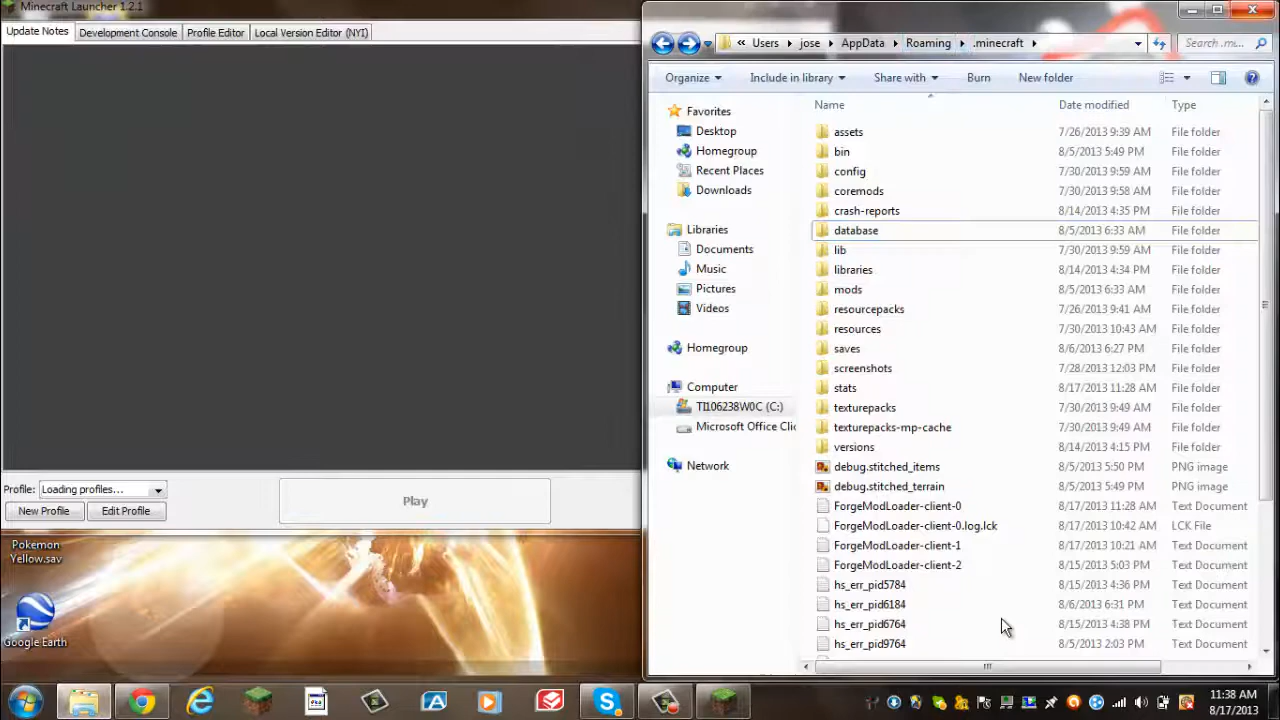 Minecraft Launcher 1.2.1
Update Notes Development Console Profile Editor Local Version Editor (NYI)
Profile: Loading profiles...
New Profile Edit Profile
Play
Pokemon
Yellow.sav
Google Earth
« Users jose AppData Roaming .minecraft Search .m...
Organize Include in library Share with Burn New folder
Favorites
Desktop
Homegroup
Recent Places
Downloads
Libraries
Documents
Music
Pictures
Videos
Homegroup
Computer
TI106238W0C (C:)
Microsoft Office Clic
Network
Name Date modified Type
assets 7/26/2013 9:39 AM File folder
bin 8/5/2013 5:49 PM File folder
config 7/30/2013 9:59 AM File folder
coremods 7/30/2013 9:58 AM File folder
crash-reports 8/14/2013 4:35 PM File folder
database 8/5/2013 6:33 AM File folder
lib 7/30/2013 9:59 AM File folder
libraries 8/14/2013 4:34 PM File folder
mods 8/5/2013 6:33 AM File folder
resourcepacks 7/26/2013 9:41 AM File folder
resources 7/30/2013 10:43 AM File folder
saves 8/6/2013 6:27 PM File folder
screenshots 7/28/2013 12:03 PM File folder
stats 8/17/2013 11:28 AM File folder
texturepacks 7/30/2013 9:49 AM File folder
texturepacks-mp-cache 7/30/2013 9:49 AM File folder
versions 8/14/2013 4:15 PM File folder
debug.stitched_items 8/5/2013 5:50 PM PNG image
debug.stitched_terrain 8/5/2013 5:49 PM PNG image
ForgeModLoader-client-0 8/17/2013 11:28 AM Text Document
ForgeModLoader-client-0.log.lck 8/17/2013 10:42 AM LCK File
ForgeModLoader-client-1 8/17/2013 10:21 AM Text Document
ForgeModLoader-client-2 8/15/2013 5:03 PM Text Document
hs_err_pid5784 8/15/2013 4:36 PM Text Document
hs_err_pid6184 8/6/2013 6:31 PM Text Document
hs_err_pid6764 8/15/2013 4:38 PM Text Document
hs_err_pid9764 8/5/2013 2:03 PM Text Document
11:38 AM
8/17/2013